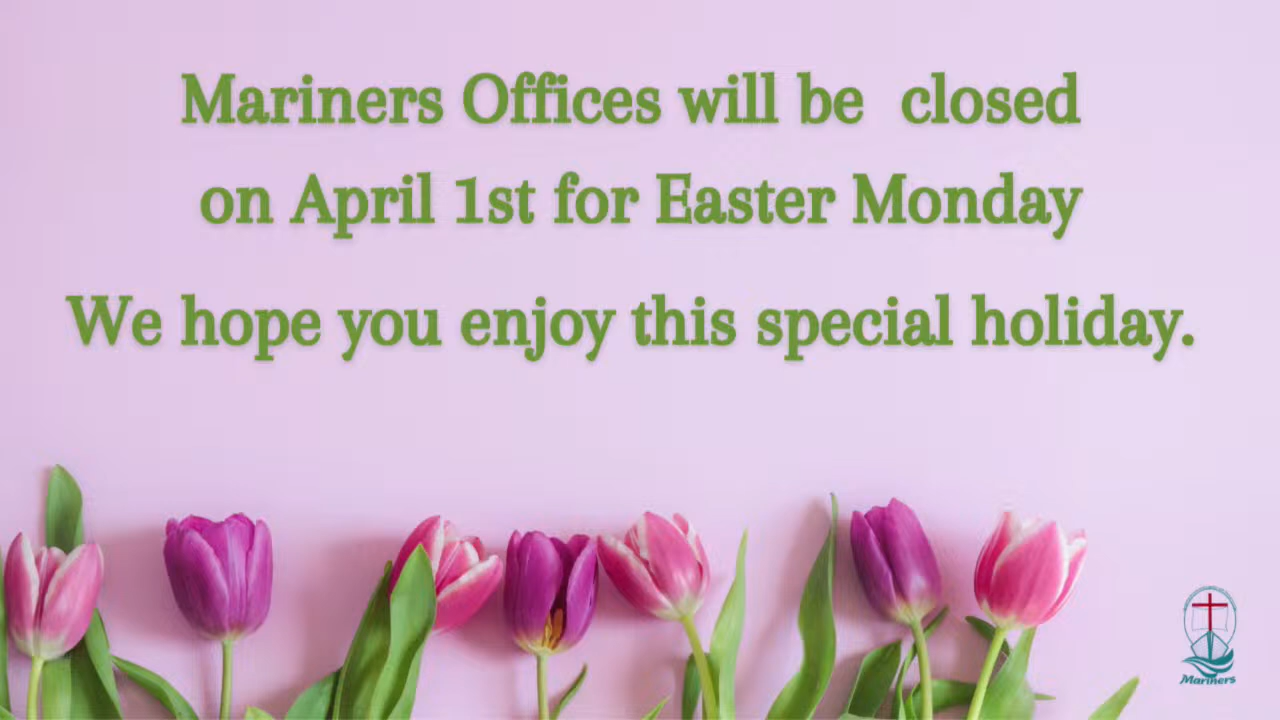 Mariners Offices will be closed
on April 1st for Easter Monday
We hope you enjoy this special holiday.
Mariners